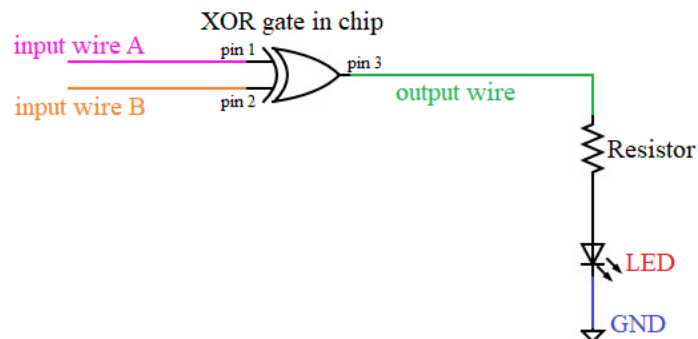 XOR gate in chip
input wire A
pin 1
pin 3
input wire B
pin 2
output wire
Resistor
LED
GND